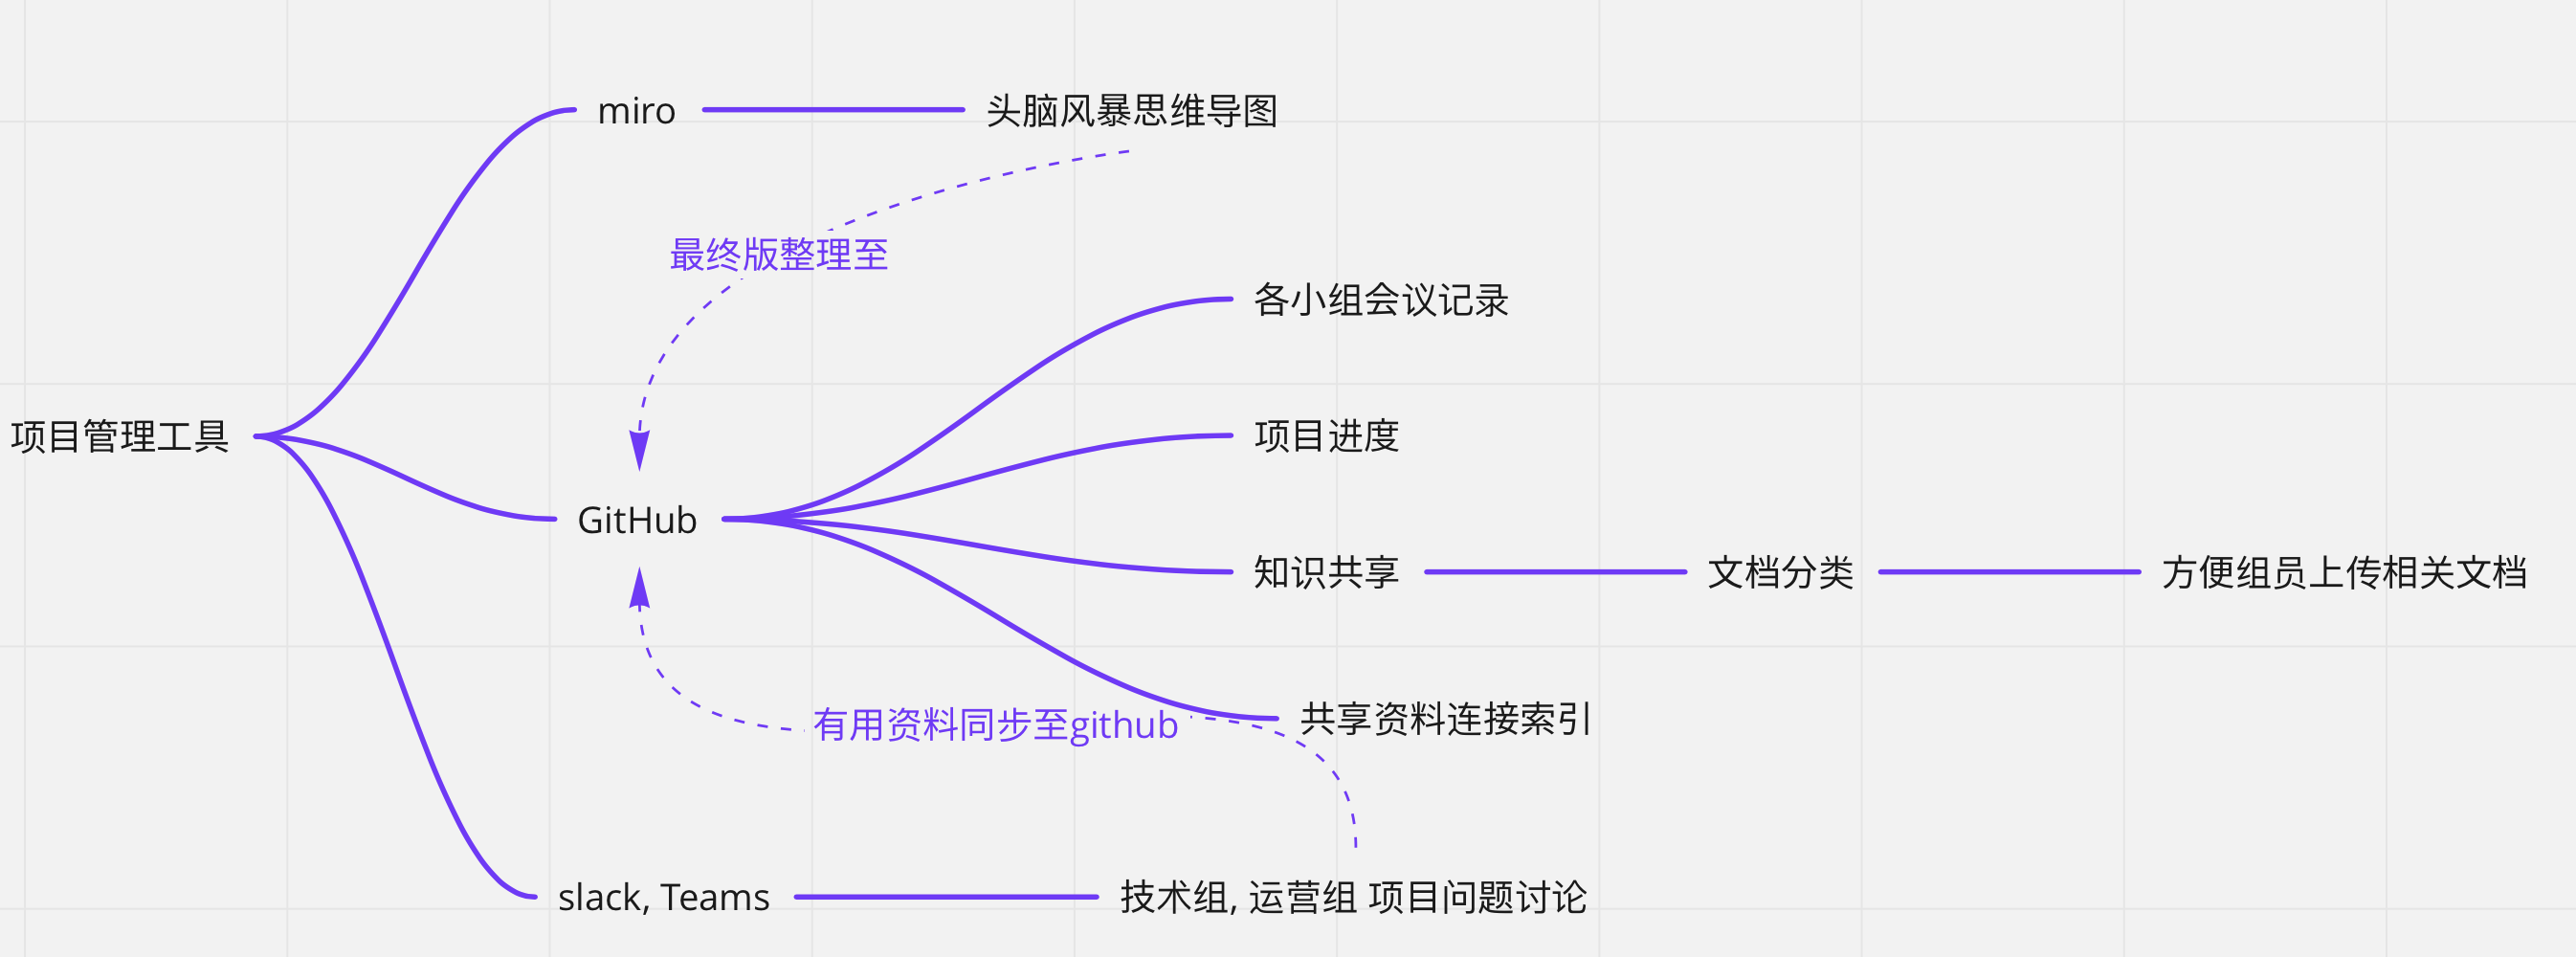 miro
头脑风暴思维导图
最终版整理至
各小组会议记录
项目管理工具
项目进度
GitHub
知识共享
文档分类
方便组员上传相关文档
有用资料同步至github
共享资料连接索引
slack, Teams
技术组, 运营组 项目问题讨论